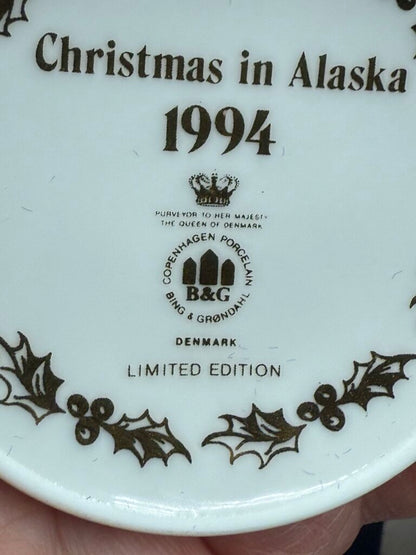 Christmas in Alaska
1994
PURVEYOR TO HER MAJESTY
THE QUEEN OF DENMARK
COPENHAGEN PORCELAIN
B&G
BING & GRØNDAHL
DENMARK
LIMITED EDITION